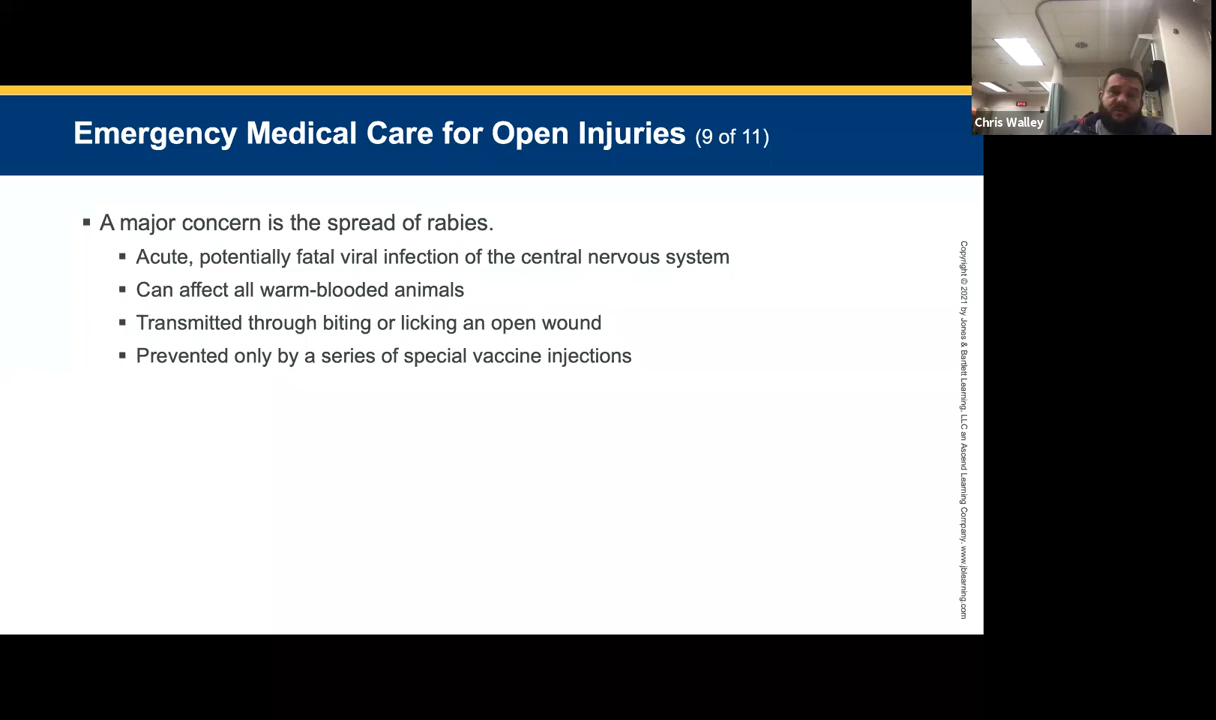 Emergency Medical Care for Open Injuries (9 of 11)
▪ A major concern is the spread of rabies.
▪ Acute, potentially fatal viral infection of the central nervous system
▪ Can affect all warm-blooded animals
▪ Transmitted through biting or licking an open wound
▪ Prevented only by a series of special vaccine injections
Copyright © 2021 by Jones & Bartlett Learning, LLC an Ascend Learning Company. www.jblearning.com
Chris Walley